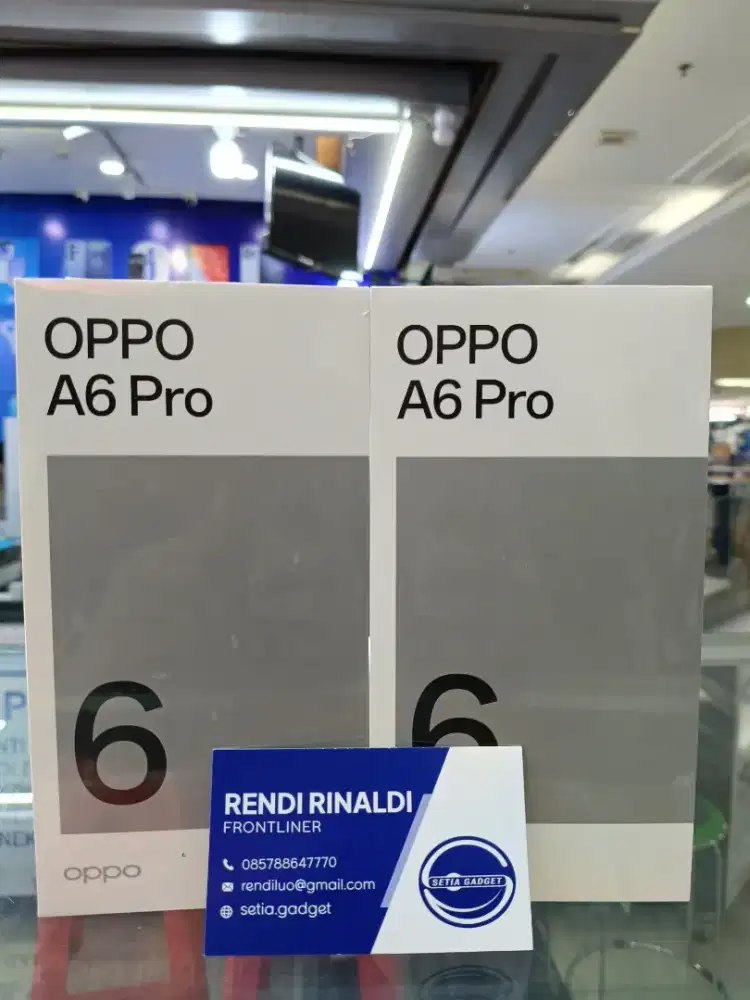 OPPO
A6 Pro
6
oppo
OPPO
A6 Pro
6
RENDI RINALDI
FRONTLINER
085788647770
rendiluo@gmail.com
setia.gadget
SETIA GADGET